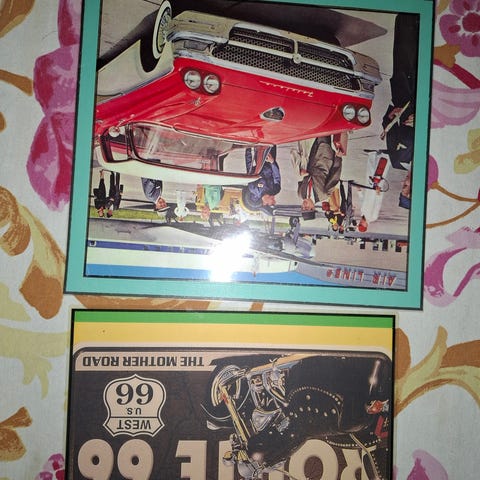 AIR LINES
ROUTE 66
WEST
U.S.
66
THE MOTHER ROAD